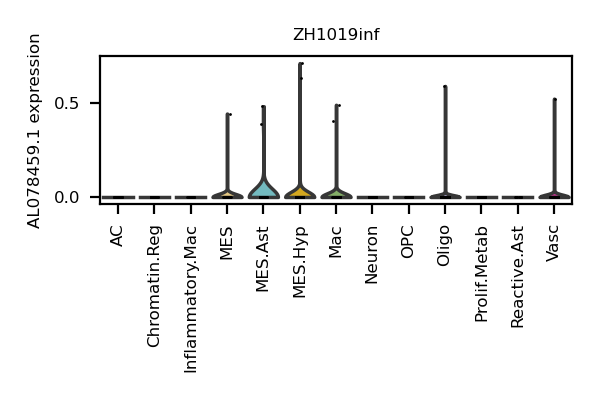 ZH1019inf
AL078459.1 expression
0.5
0.0
AC
Chromatin.Reg
Inflammatory.Mac
MES
MES.Ast
MES.Hyp
Mac
Neuron
OPC
Oligo
Prolif.Metab
Reactive.Ast
Vasc